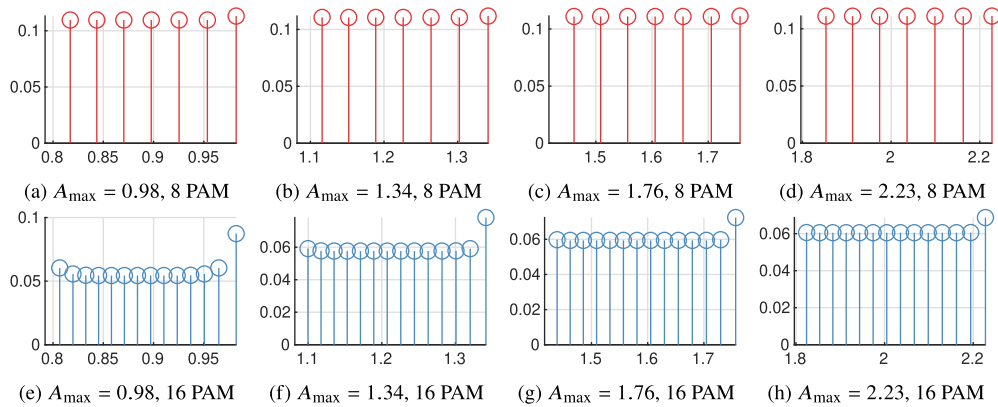 0.1 0.1 0.1 0.1
0.05 0.05 0.05 0.05
0 0 0 0
0.8 0.85 0.9 0.95 1.1 1.2 1.3 1.5 1.6 1.7 1.8 2 2.2
(a) A_max = 0.98, 8 PAM (b) A_max = 1.34, 8 PAM (c) A_max = 1.76, 8 PAM (d) A_max = 2.23, 8 PAM
0.1
0.06 0.06 0.06
0.05 0.04 0.04 0.04
0.02 0.02 0.02
0 0 0 0
0.8 0.85 0.9 0.95 1.1 1.2 1.3 1.5 1.6 1.7 1.8 2 2.2
(e) A_max = 0.98, 16 PAM (f) A_max = 1.34, 16 PAM (g) A_max = 1.76, 16 PAM (h) A_max = 2.23, 16 PAM